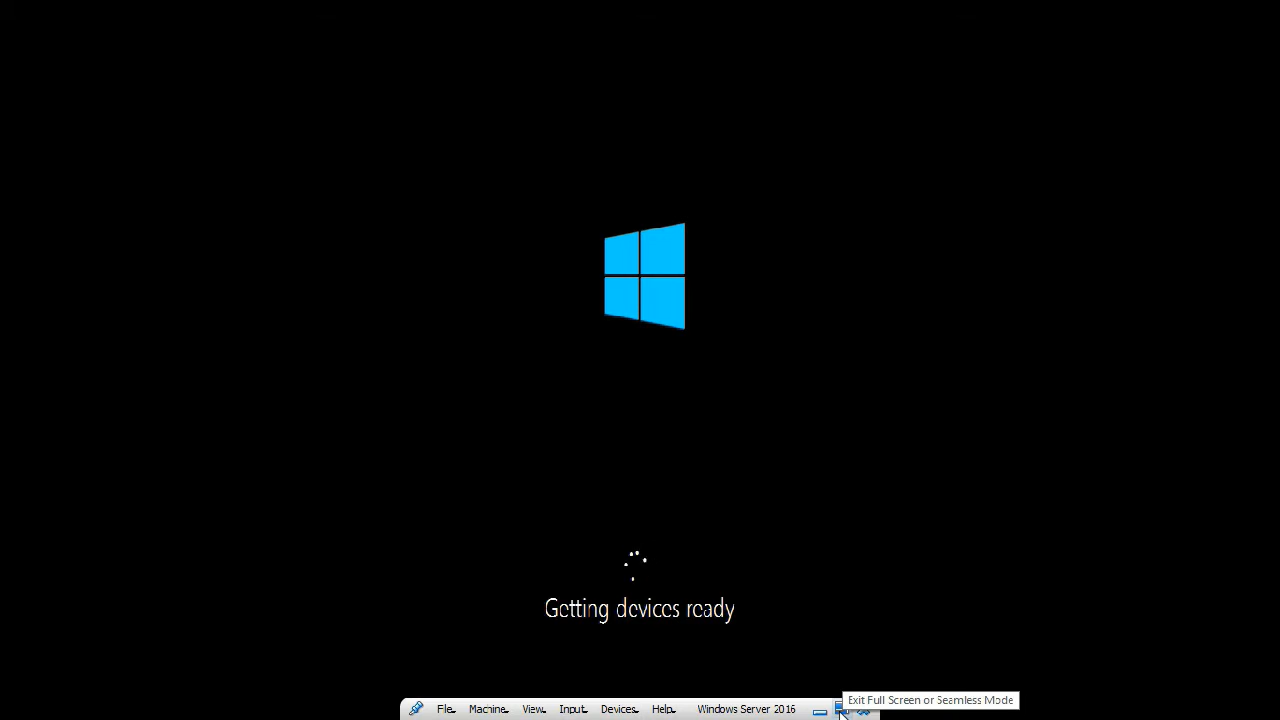 Getting devices ready
Exit Full Screen or Seamless Mode
File Machine View Input Devices Help Windows Server 2016